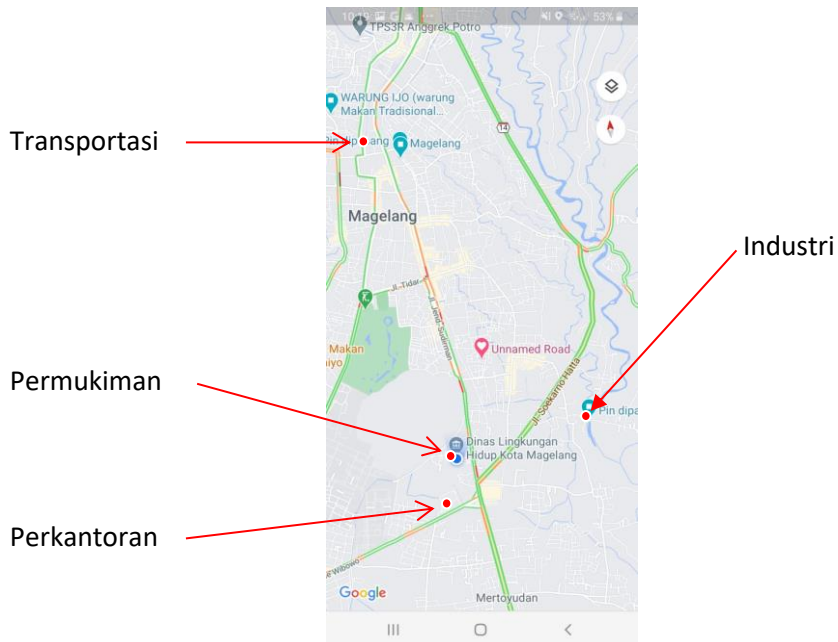 TPS3R Anggrek Potro
53%
WARUNG IJO (warung
Makan Tradisional...
14
Transportasi
Magelang
Magelang
Industri
Jl. Tidar
Jl. Jend. Sudirman
Makan
Unnamed Road
Permukiman
Jl. Soekarno Hatta
Pin dipa
Dinas Lingkungan
Hidup Kota Magelang
Perkantoran
Wibowo
Google
Mertoyudan